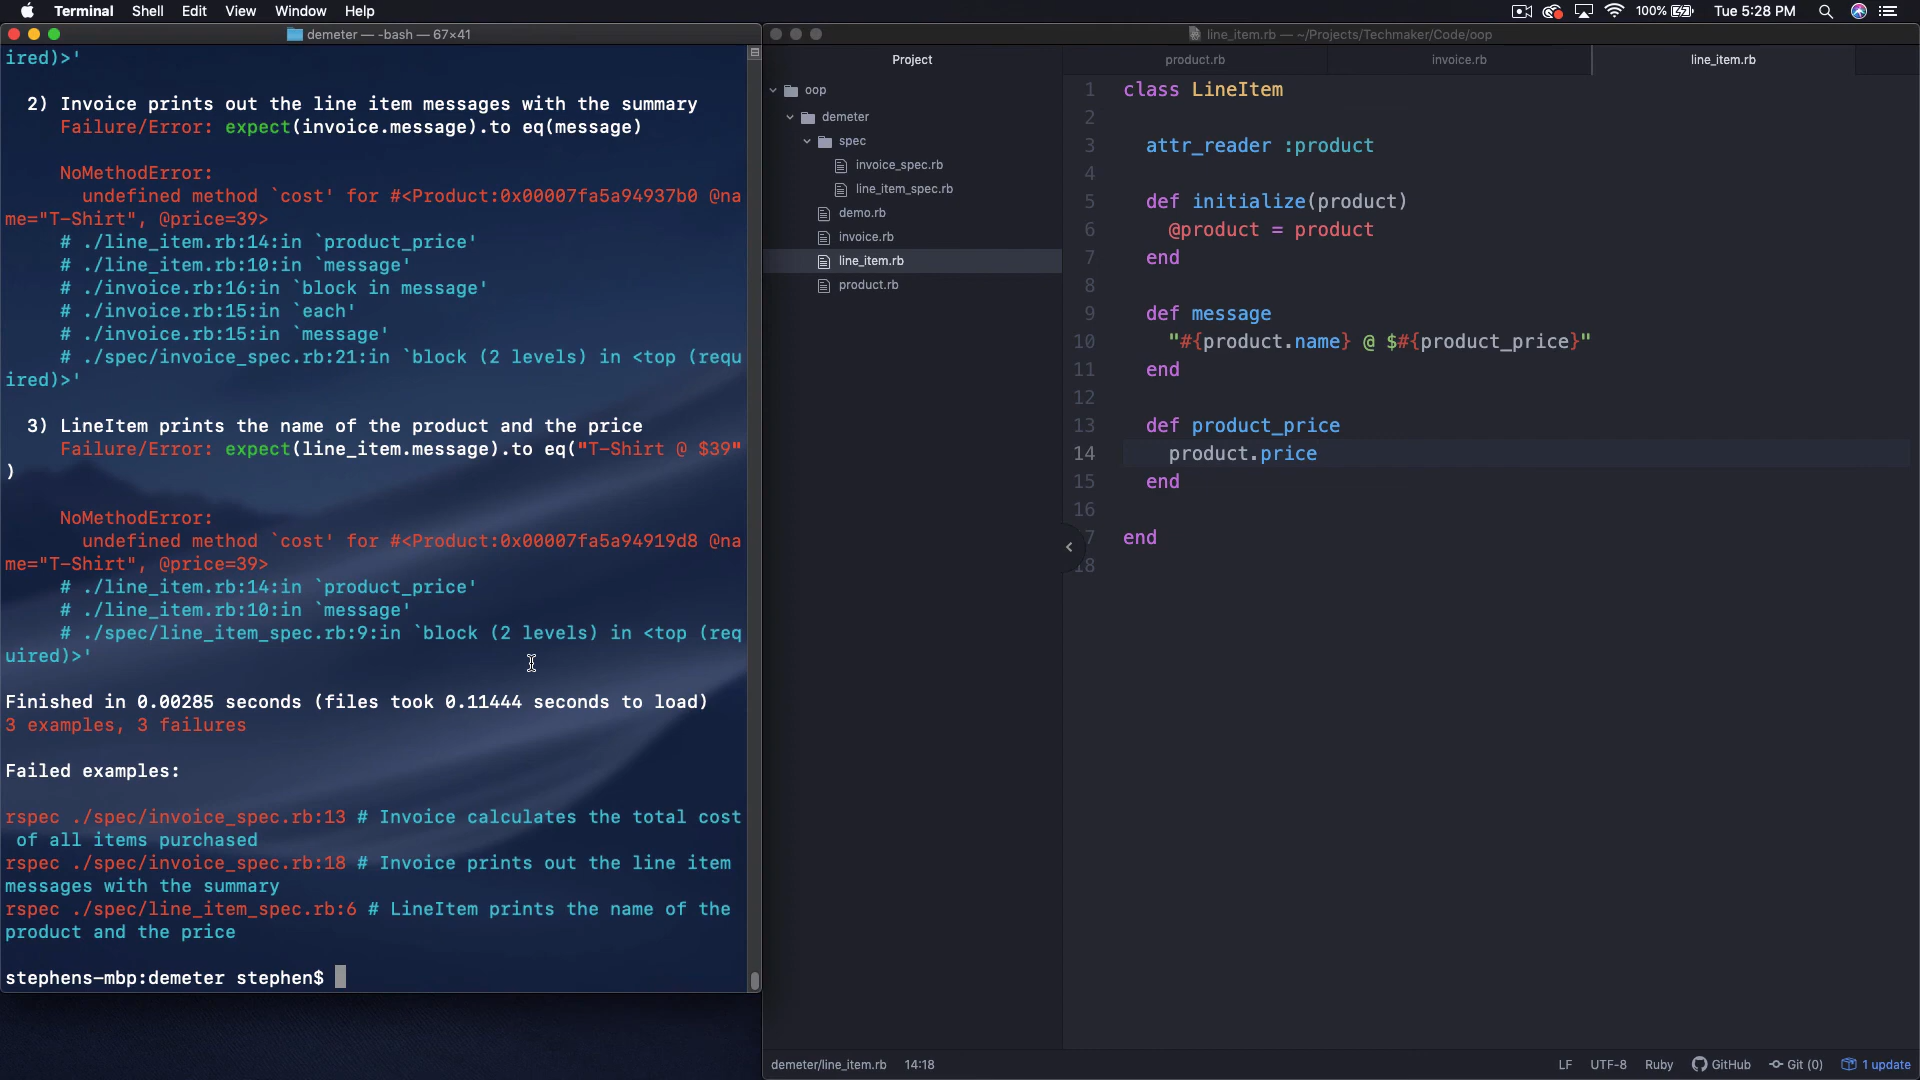 Terminal Shell Edit View Window Help 100% Tue 5:28 PM
demeter — -bash — 67×41
ired)>'
2) Invoice prints out the line item messages with the summary
Failure/Error: expect(invoice.message).to eq(message)
NoMethodError:
undefined method `cost' for #<Product:0x00007fa5a94937b0 @na
me="T-Shirt", @price=39>
# ./line_item.rb:14:in `product_price'
# ./line_item.rb:10:in `message'
# ./invoice.rb:16:in `block in message'
# ./invoice.rb:15:in `each'
# ./invoice.rb:15:in `message'
# ./spec/invoice_spec.rb:21:in `block (2 levels) in <top (requ
ired)>'
3) LineItem prints the name of the product and the price
Failure/Error: expect(line_item.message).to eq("T-Shirt @ $39"
)
NoMethodError:
undefined method `cost' for #<Product:0x00007fa5a94919d8 @na
me="T-Shirt", @price=39>
# ./line_item.rb:14:in `product_price'
# ./line_item.rb:10:in `message'
# ./spec/line_item_spec.rb:9:in `block (2 levels) in <top (req
uired)>'
Finished in 0.00285 seconds (files took 0.11444 seconds to load)
3 examples, 3 failures
Failed examples:
rspec ./spec/invoice_spec.rb:13 # Invoice calculates the total cost
of all items purchased
rspec ./spec/invoice_spec.rb:18 # Invoice prints out the line item
messages with the summary
rspec ./spec/line_item_spec.rb:6 # LineItem prints the name of the
product and the price
stephens-mbp:demeter stephen$
line_item.rb — ~/Projects/Techmaker/Code/oop
Project
oop
demeter
spec
invoice_spec.rb
line_item_spec.rb
demo.rb
invoice.rb
line_item.rb
product.rb
product.rb invoice.rb line_item.rb
1 class LineItem
2
3 attr_reader :product
4
5 def initialize(product)
6 @product = product
7 end
8
9 def message
10 "#{product.name} @ $#{product_price}"
11 end
12
13 def product_price
14 product.price
15 end
16
7 end
18
demeter/line_item.rb 14:18 LF UTF-8 Ruby GitHub Git (0) 1 update